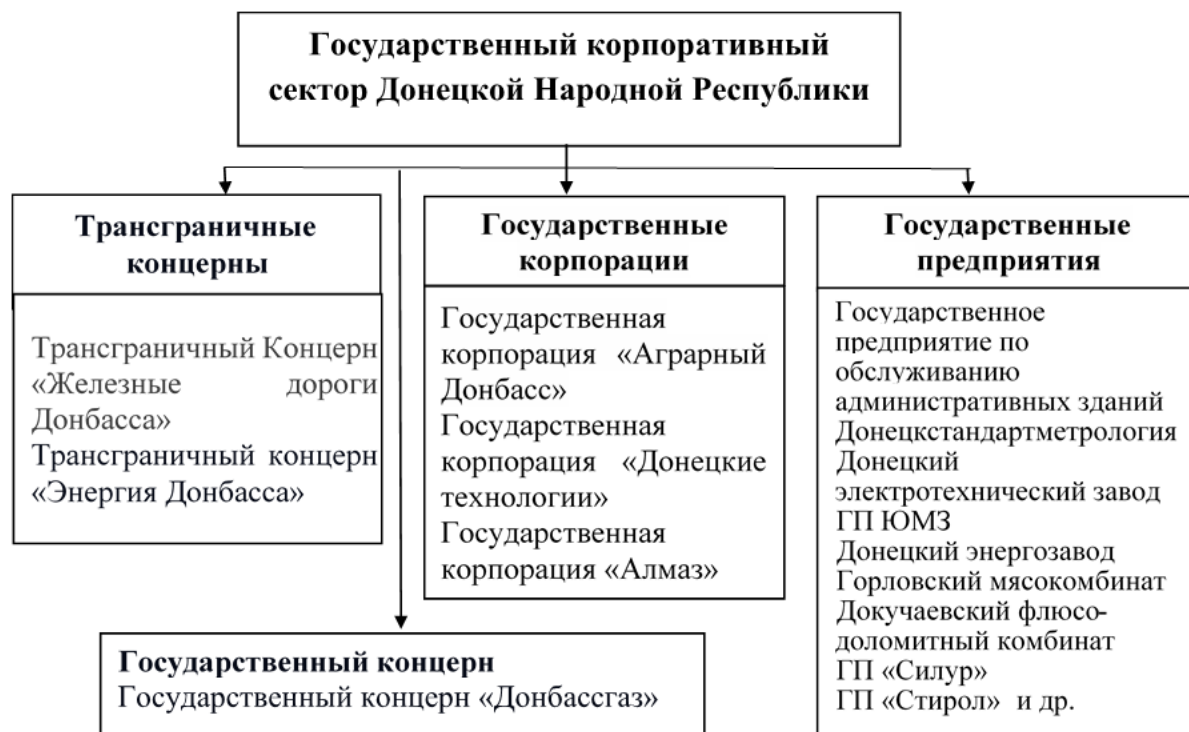 Государственный корпоративный
сектор Донецкой Народной Республики
Трансграничные
концерны
Трансграничный Концерн
«Железные дороги
Донбасса»
Трансграничный концерн
«Энергия Донбасса»
Государственные
корпорации
Государственная
корпорация «Аграрный
Донбасс»
Государственная
корпорация «Донецкие
технологии»
Государственная
корпорация «Алмаз»
Государственные
предприятия
Государственное
предприятие по
обслуживанию
административных зданий
Донецкстандартметрология
Донецкий
электротехнический завод
ГП ЮМЗ
Донецкий энергозавод
Горловский мясокомбинат
Докучаевский флюсо-
доломитный комбинат
ГП «Силур»
ГП «Стирол» и др.
Государственный концерн
Государственный концерн «Донбассгаз»